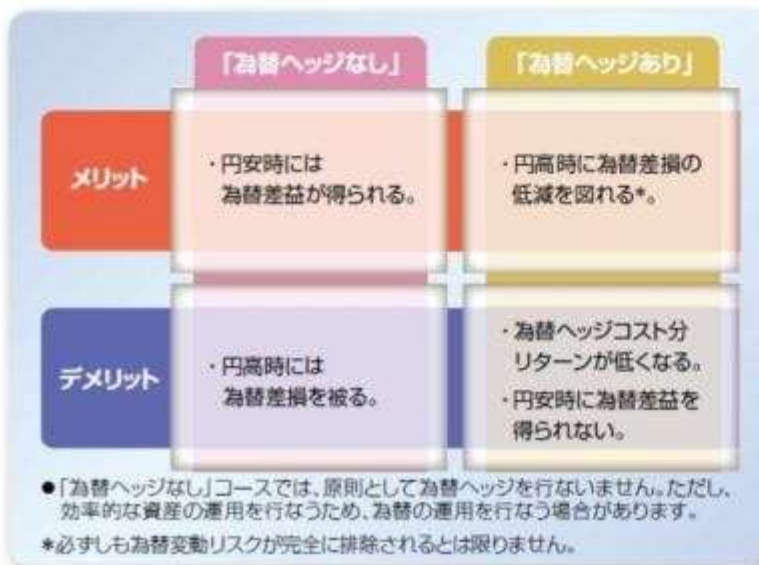 「為替ヘッジなし」
「為替ヘッジあり」
メリット
・円安時には
為替差益が得られる。
・円高時に為替差損の
低減を図れる*。
デメリット
・円高時には
為替差損を被る。
・為替ヘッジコスト分
リターンが低くなる。
・円安時に為替差益を
得られない。
●「為替ヘッジなし」コースでは、原則として為替ヘッジを行ないません。ただし、
効率的な資産の運用を行なうため、為替の運用を行なう場合があります。
*必ずしも為替変動リスクが完全に排除されるとは限りません。